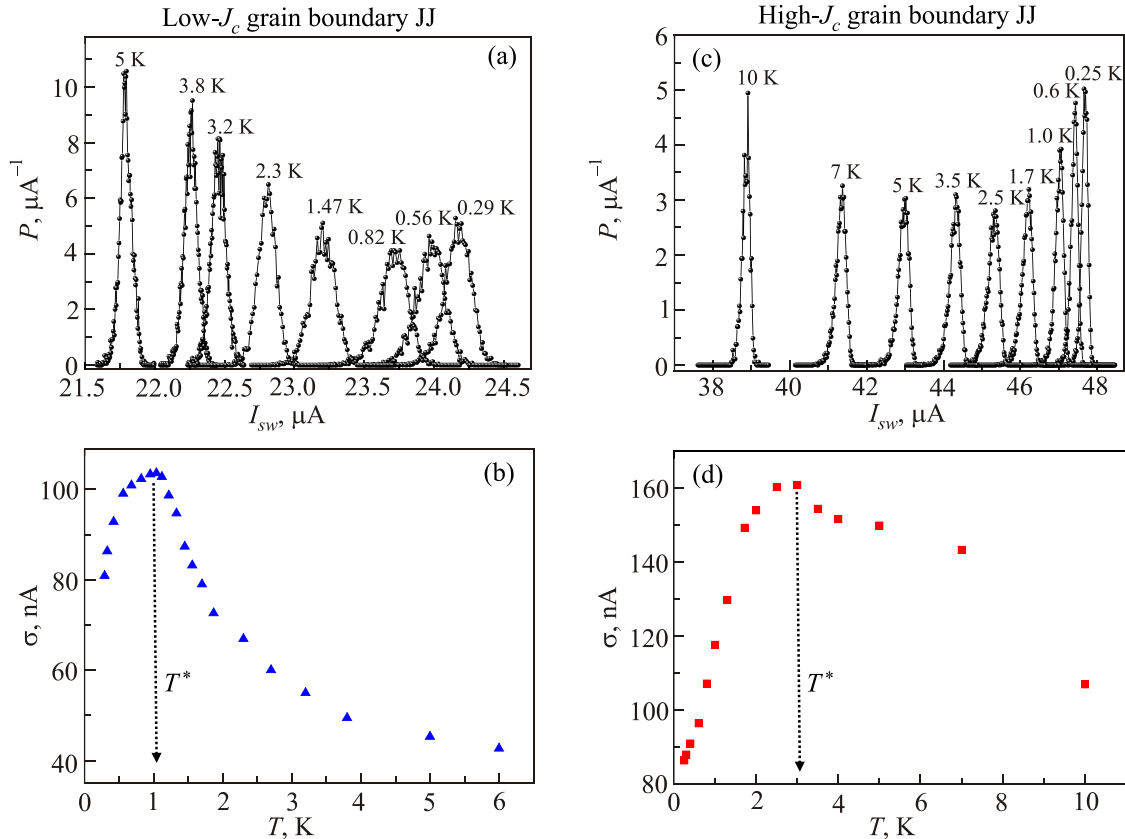 Low-Jc grain boundary JJ
(a)
P, μA⁻¹
10
8
6
4
2
0
5 K
3.8 K
3.2 K
2.3 K
1.47 K
0.82 K
0.56 K
0.29 K
21.5 22.0 22.5 23.0 23.5 24.0 24.5
Isw, μA
High-Jc grain boundary JJ
(c)
P, μA⁻¹
6
5
4
3
2
1
0
10 K
7 K
5 K
3.5 K
2.5 K
1.7 K
1.0 K
0.6 K
0.25 K
38 40 42 44 46 48
Isw, μA
(b)
σ, nA
100
80
60
40
T*
0 1 2 3 4 5 6
T, K
(d)
σ, nA
160
140
120
100
80
T*
0 2 4 6 8 10
T, K